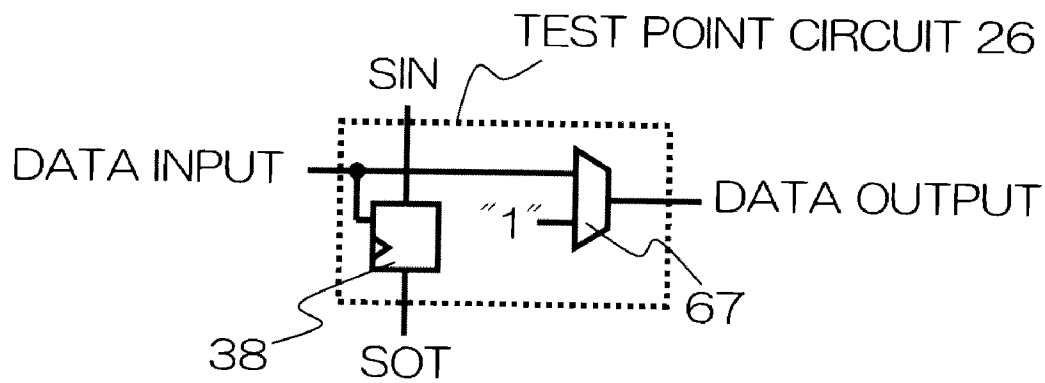 TEST POINT CIRCUIT 26
SIN
DATA INPUT
"1"
DATA OUTPUT
67
38
SOT